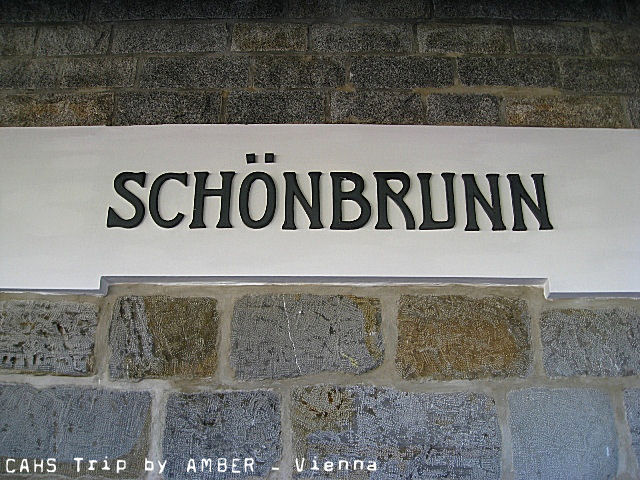 SCHÖNBRUNN
CAHS Trip by AMBER - Vienna